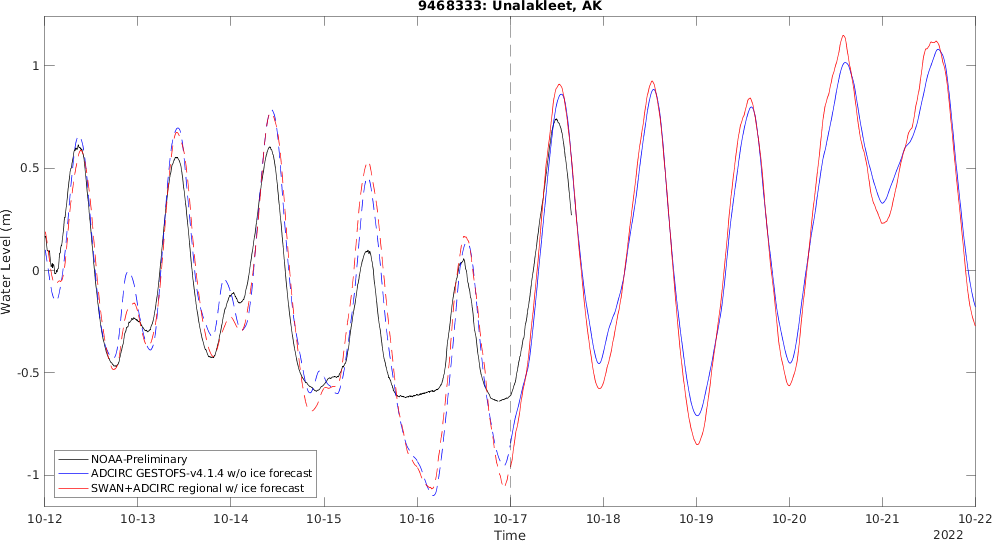 9468333: Unalakleet, AK
Water Level (m)
1
0.5
0
-0.5
-1
NOAA-Preliminary
ADCIRC GESTOFS-v4.1.4 w/o ice forecast
SWAN+ADCIRC regional w/ ice forecast
10-12 10-13 10-14 10-15 10-16 10-17 10-18 10-19 10-20 10-21 10-22
Time
2022